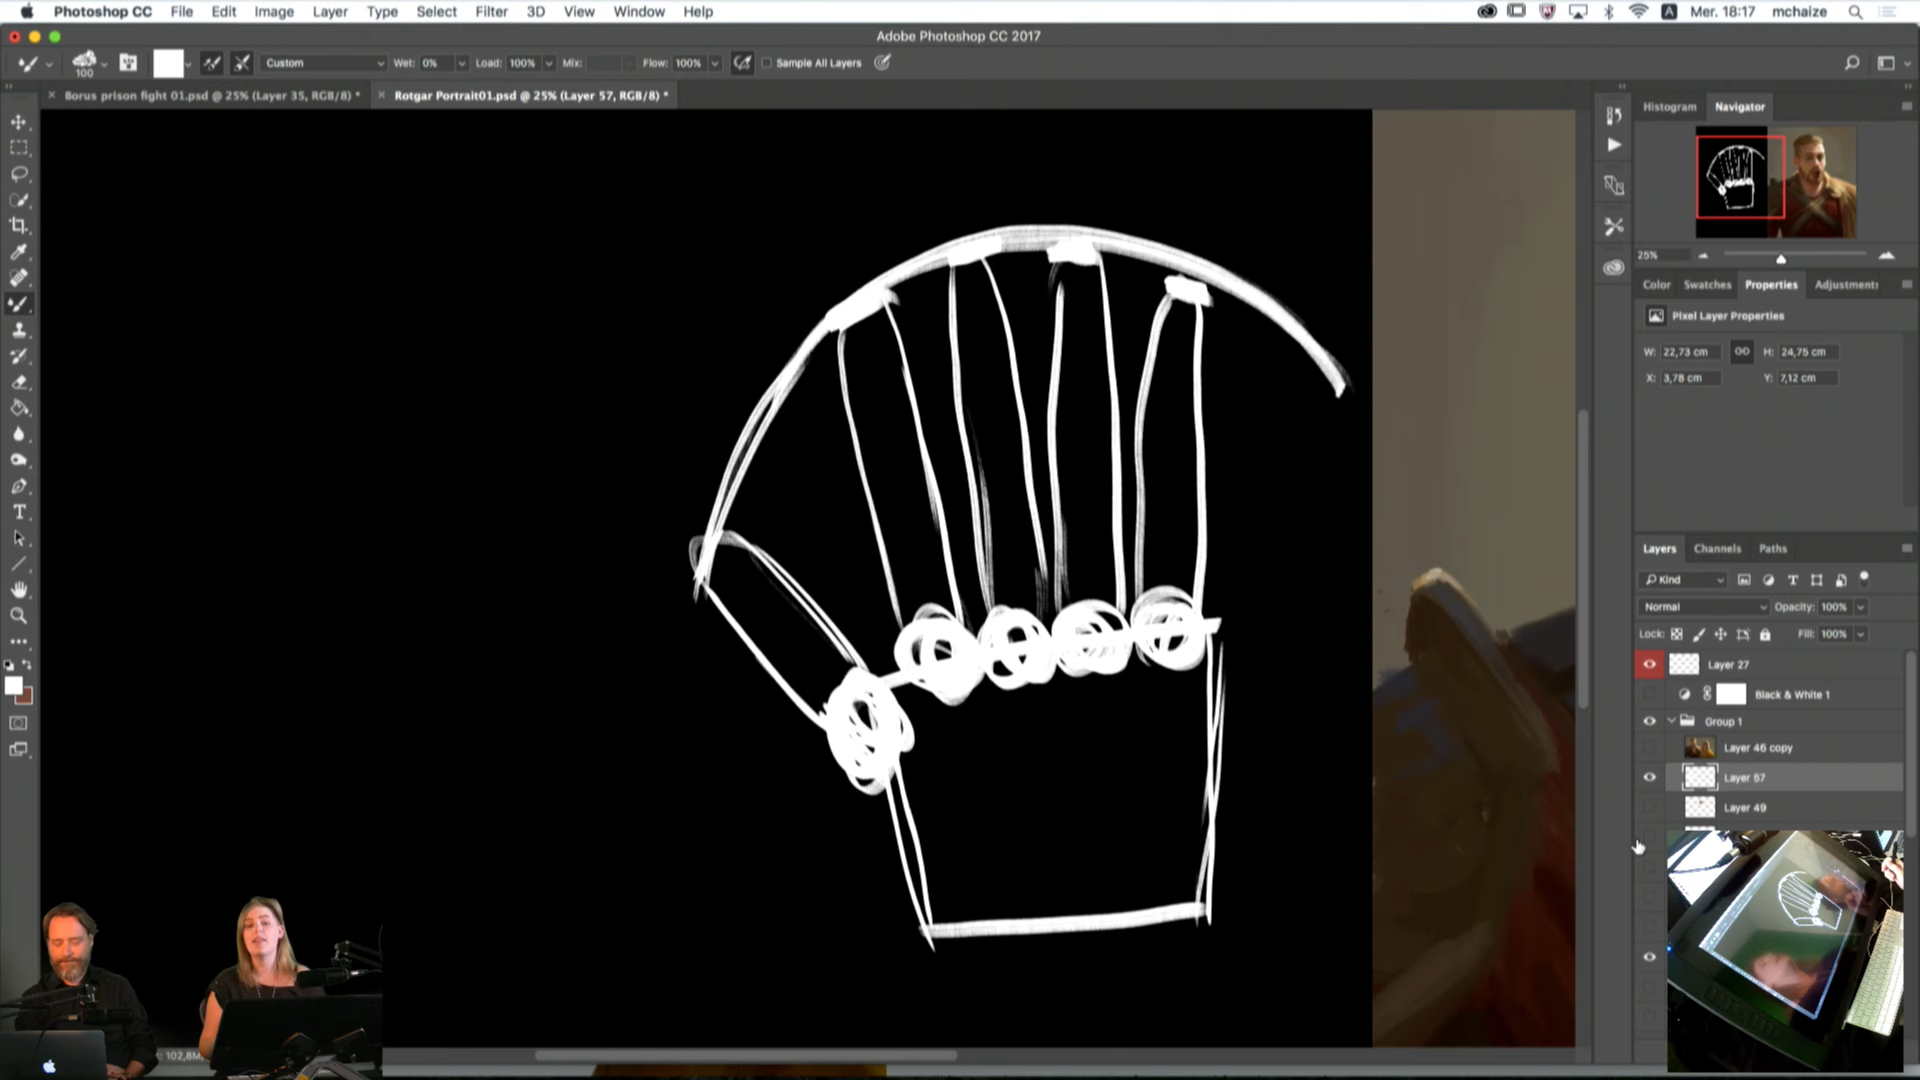 Photoshop CC File Edit Image Layer Type Select Filter 3D View Window Help A Mer. 18:17 mchaize
Adobe Photoshop CC 2017
100 Custom Wet: 0% Load: 100% Mix: Flow: 100% Sample All Layers
Borus prison fight 01.psd @ 25% (Layer 35, RGB/8) * Rotgar Portrait01.psd @ 25% (Layer 57, RGB/8) *
Histogram Navigator
25%
Color Swatches Properties Adjustments
Pixel Layer Properties
W: 22,73 cm H: 24,75 cm
X: 3,78 cm Y: 7,12 cm
Layers Channels Paths
Kind
Normal Opacity: 100%
Lock: Fill: 100%
Layer 27
Black & White 1
Group 1
Layer 46 copy
Layer 57
Layer 49
102,8M